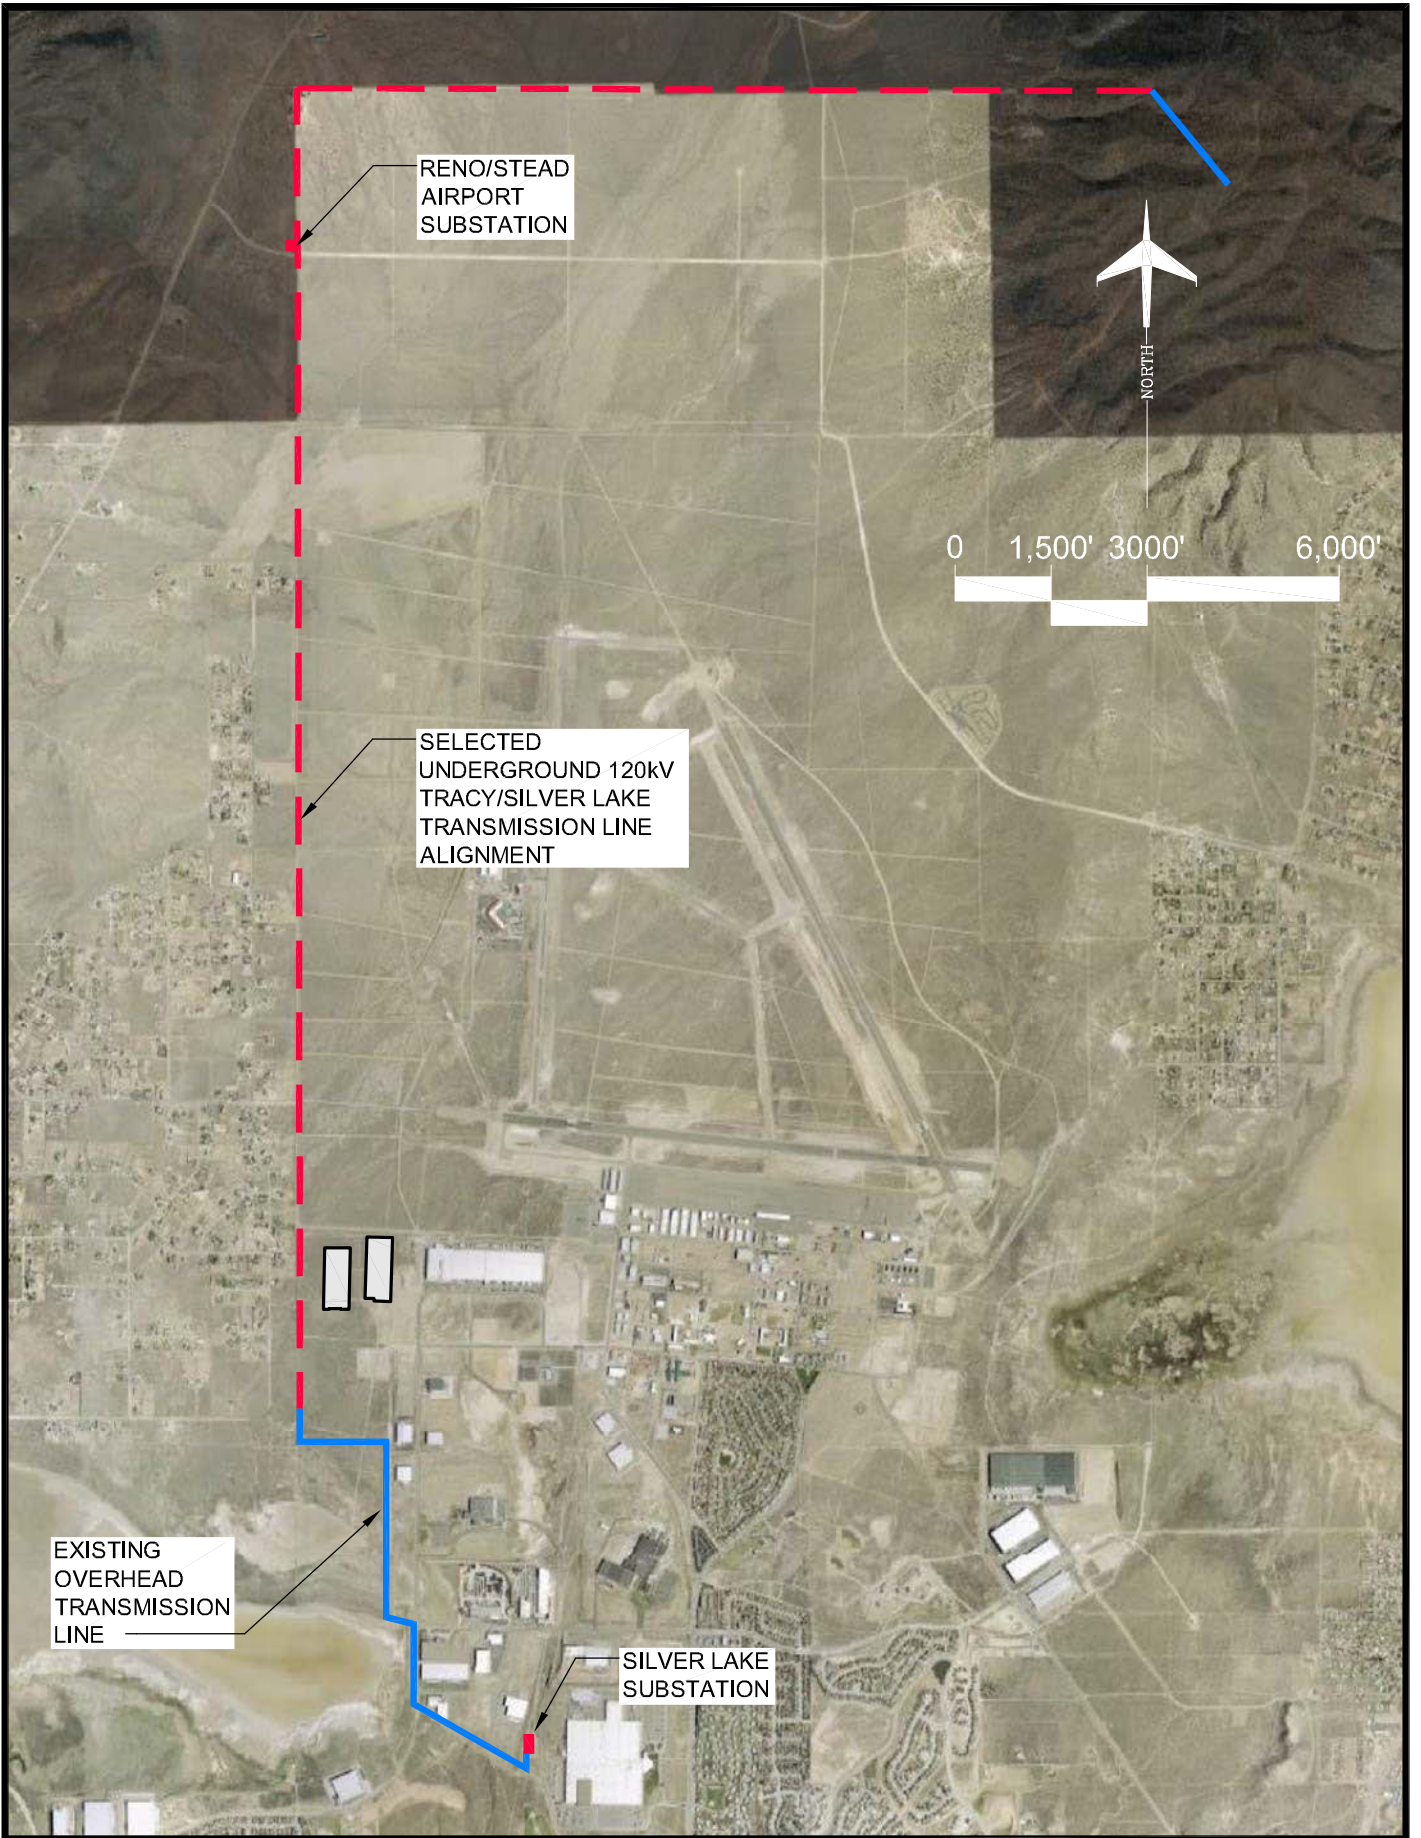 RENO/STEAD
AIRPORT
SUBSTATION
NORTH
0 1,500' 3000' 6,000'
SELECTED
UNDERGROUND 120kV
TRACY/SILVER LAKE
TRANSMISSION LINE
ALIGNMENT
EXISTING
OVERHEAD
TRANSMISSION
LINE
SILVER LAKE
SUBSTATION